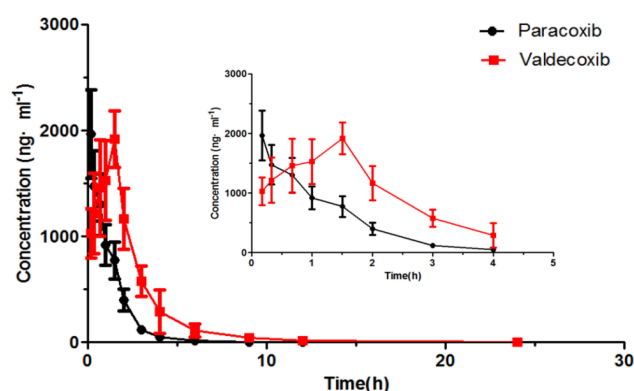 Paracoxib
Valdecoxib
Concentration (ng· ml⁻¹)
3000
2000
1000
0
0
10
20
30
Time(h)
Concentration (ng· ml⁻¹)
3000
2000
1000
0
1
2
3
4
5
Time(h)